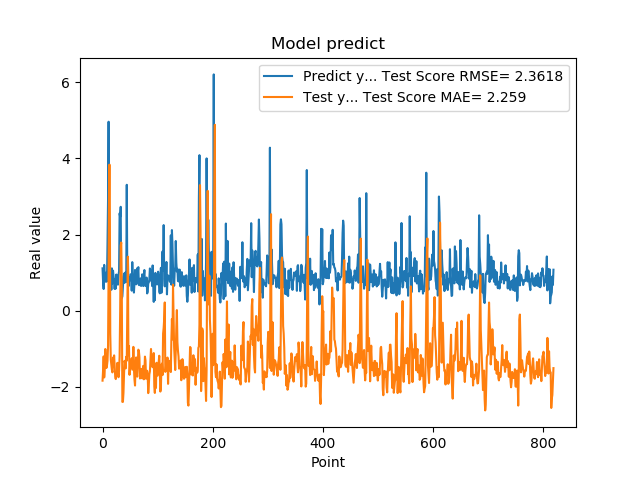 Model predict
Predict y... Test Score RMSE= 2.3618
Test y... Test Score MAE= 2.259
Real value
6
4
2
0
−2
0 200 400 600 800
Point